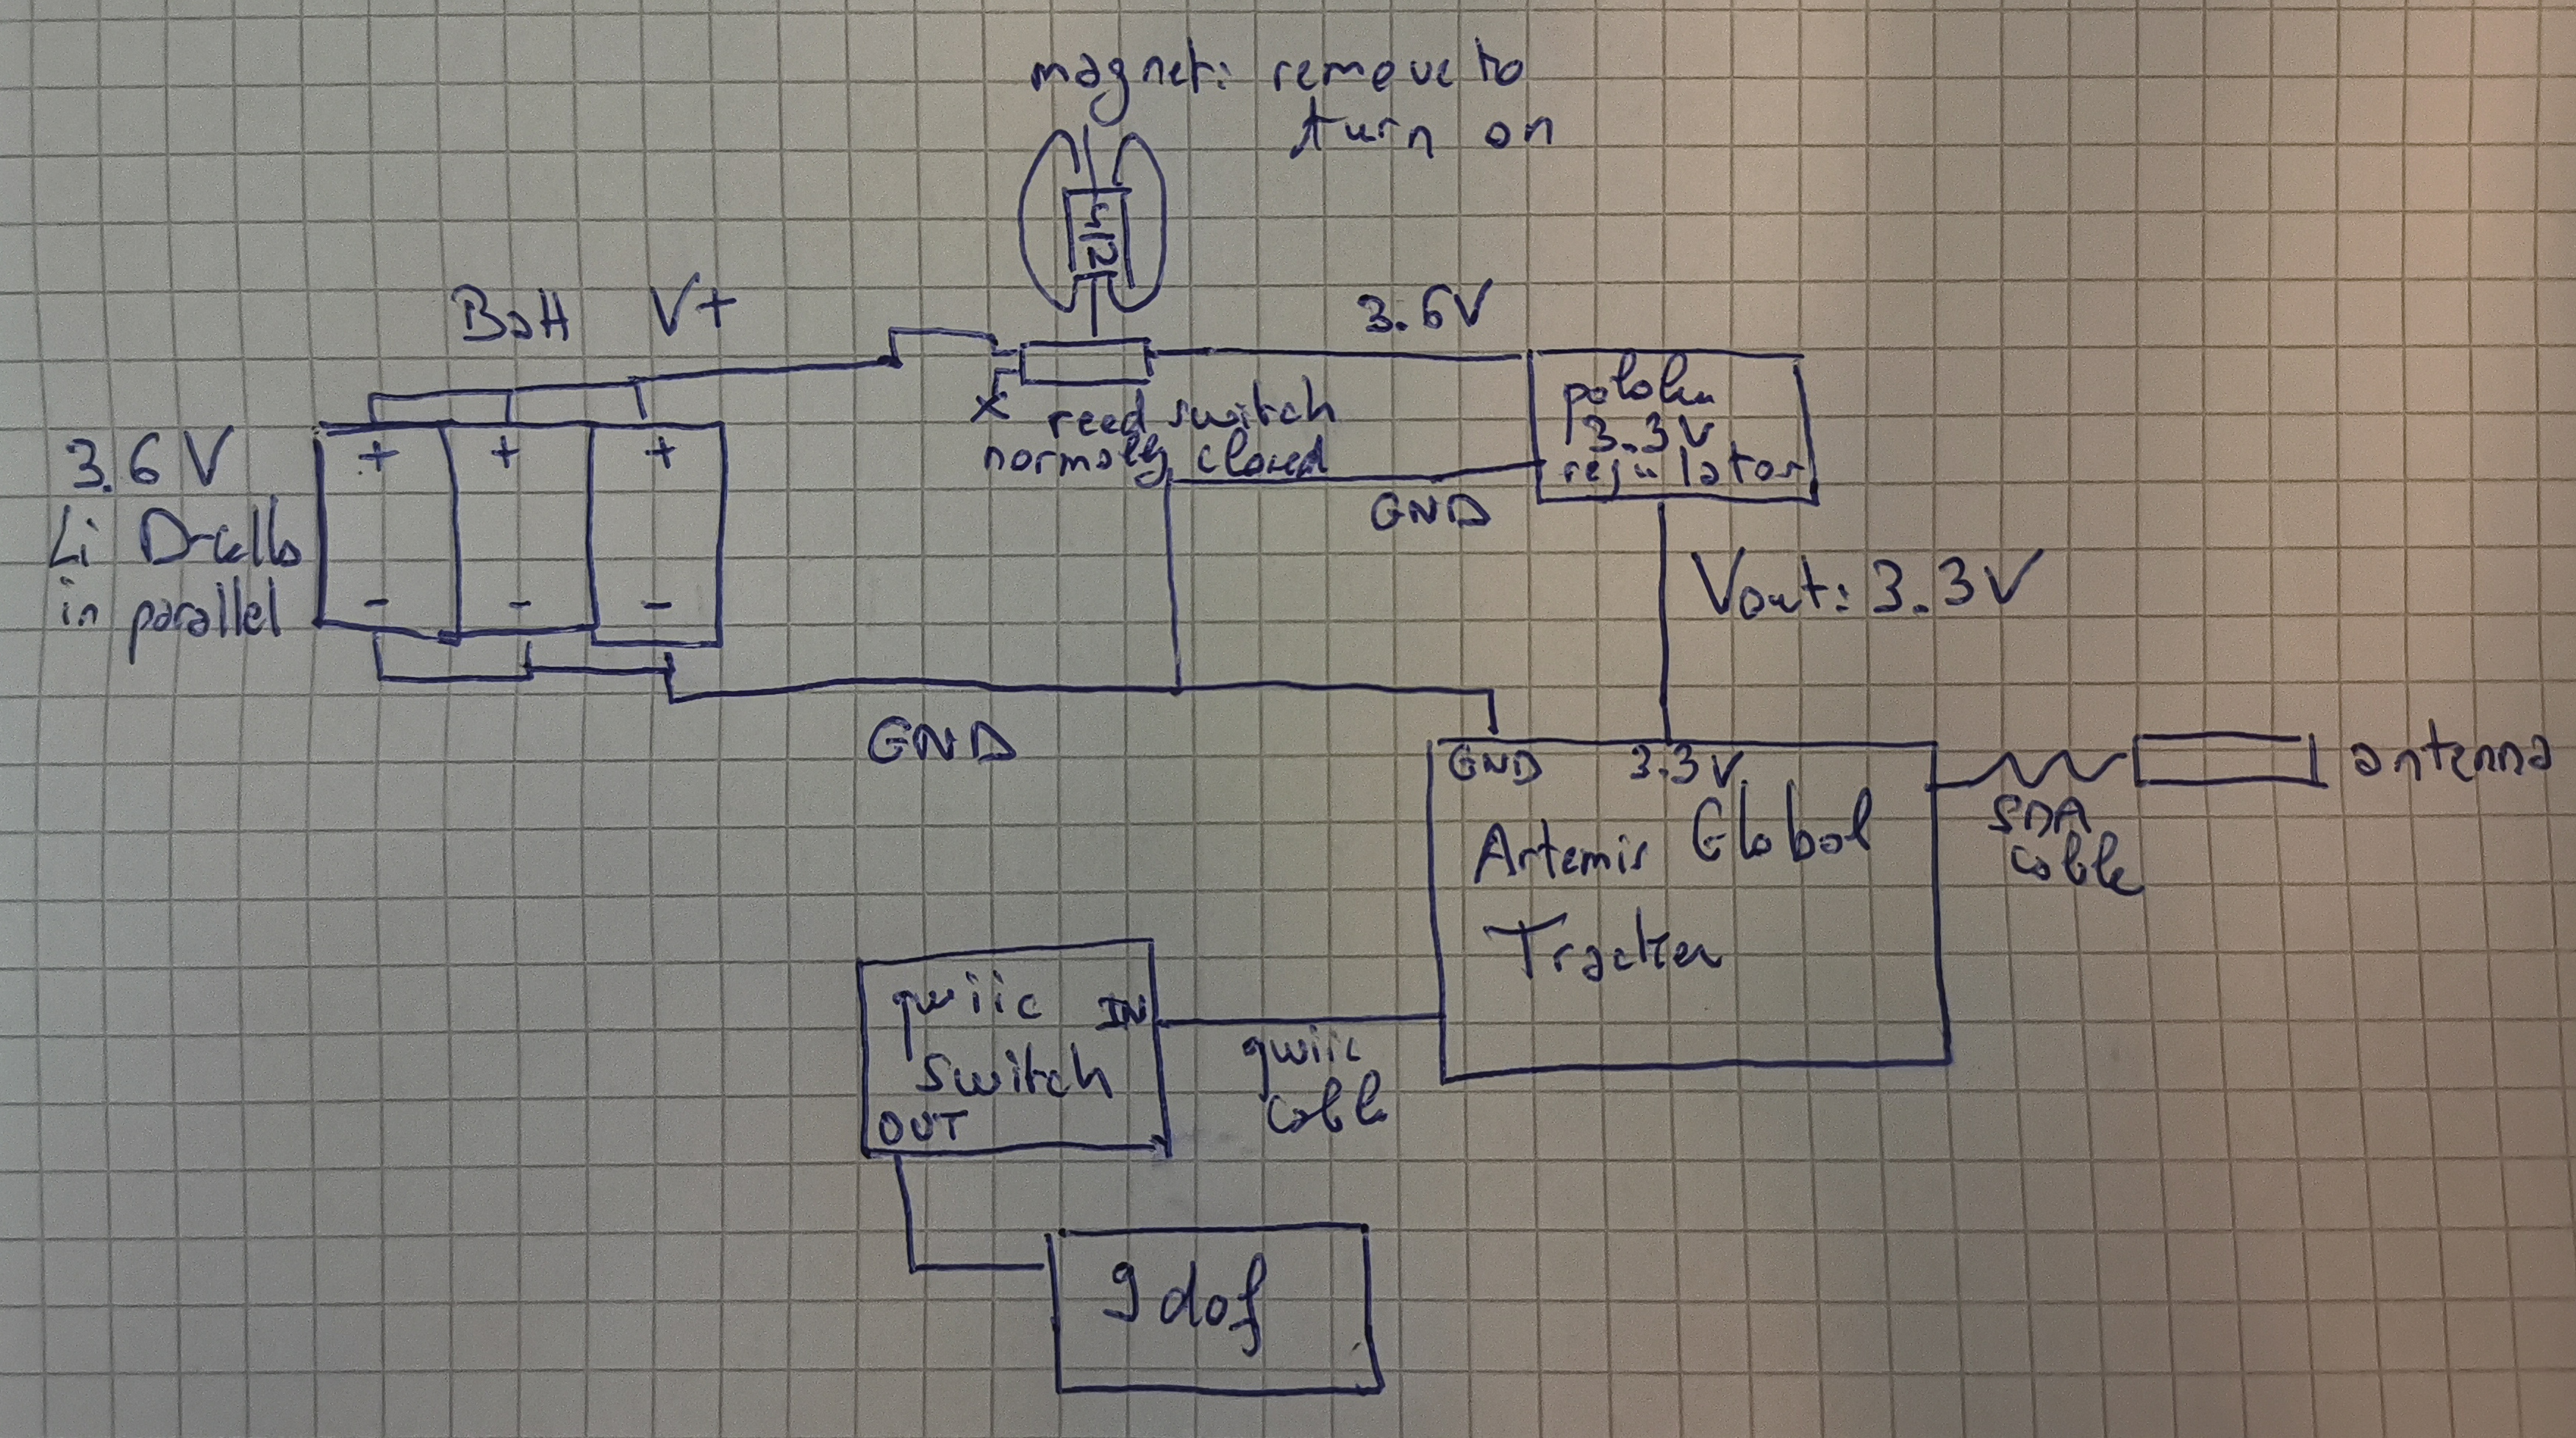 magnet: remove to
turn on
S
N
Batt V+
3.6V
+ + +
3.6 V
Li D-cells
in parallel
- - -
x reed switch
normally closed
pololu
3.3V
regulator
GND
Vout: 3.3V
GND
GND 3.3V
Artemis Global
Tracker
SMA
cable
antenna
qwiic IN
switch
OUT
qwiic
cable
9dof